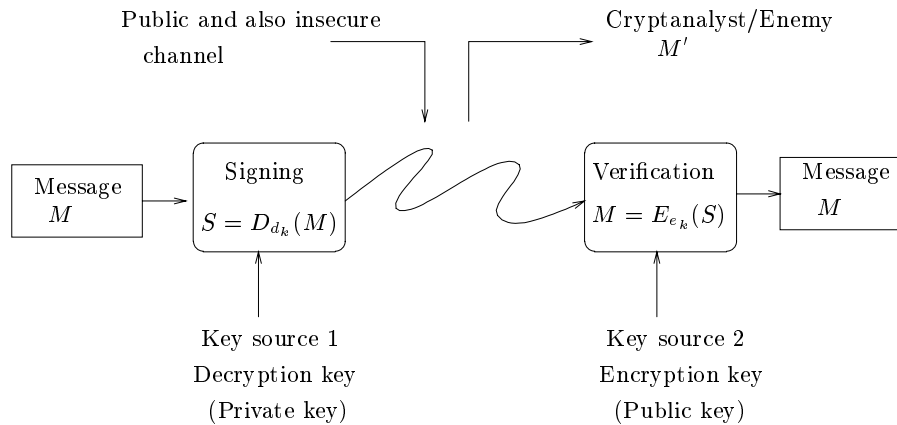 Public and also insecure
channel
Cryptanalyst/Enemy
M′
Message
M
Signing
S = D_{d_k}(M)
Verification
M = E_{e_k}(S)
Message
M
Key source 1
Decryption key
(Private key)
Key source 2
Encryption key
(Public key)